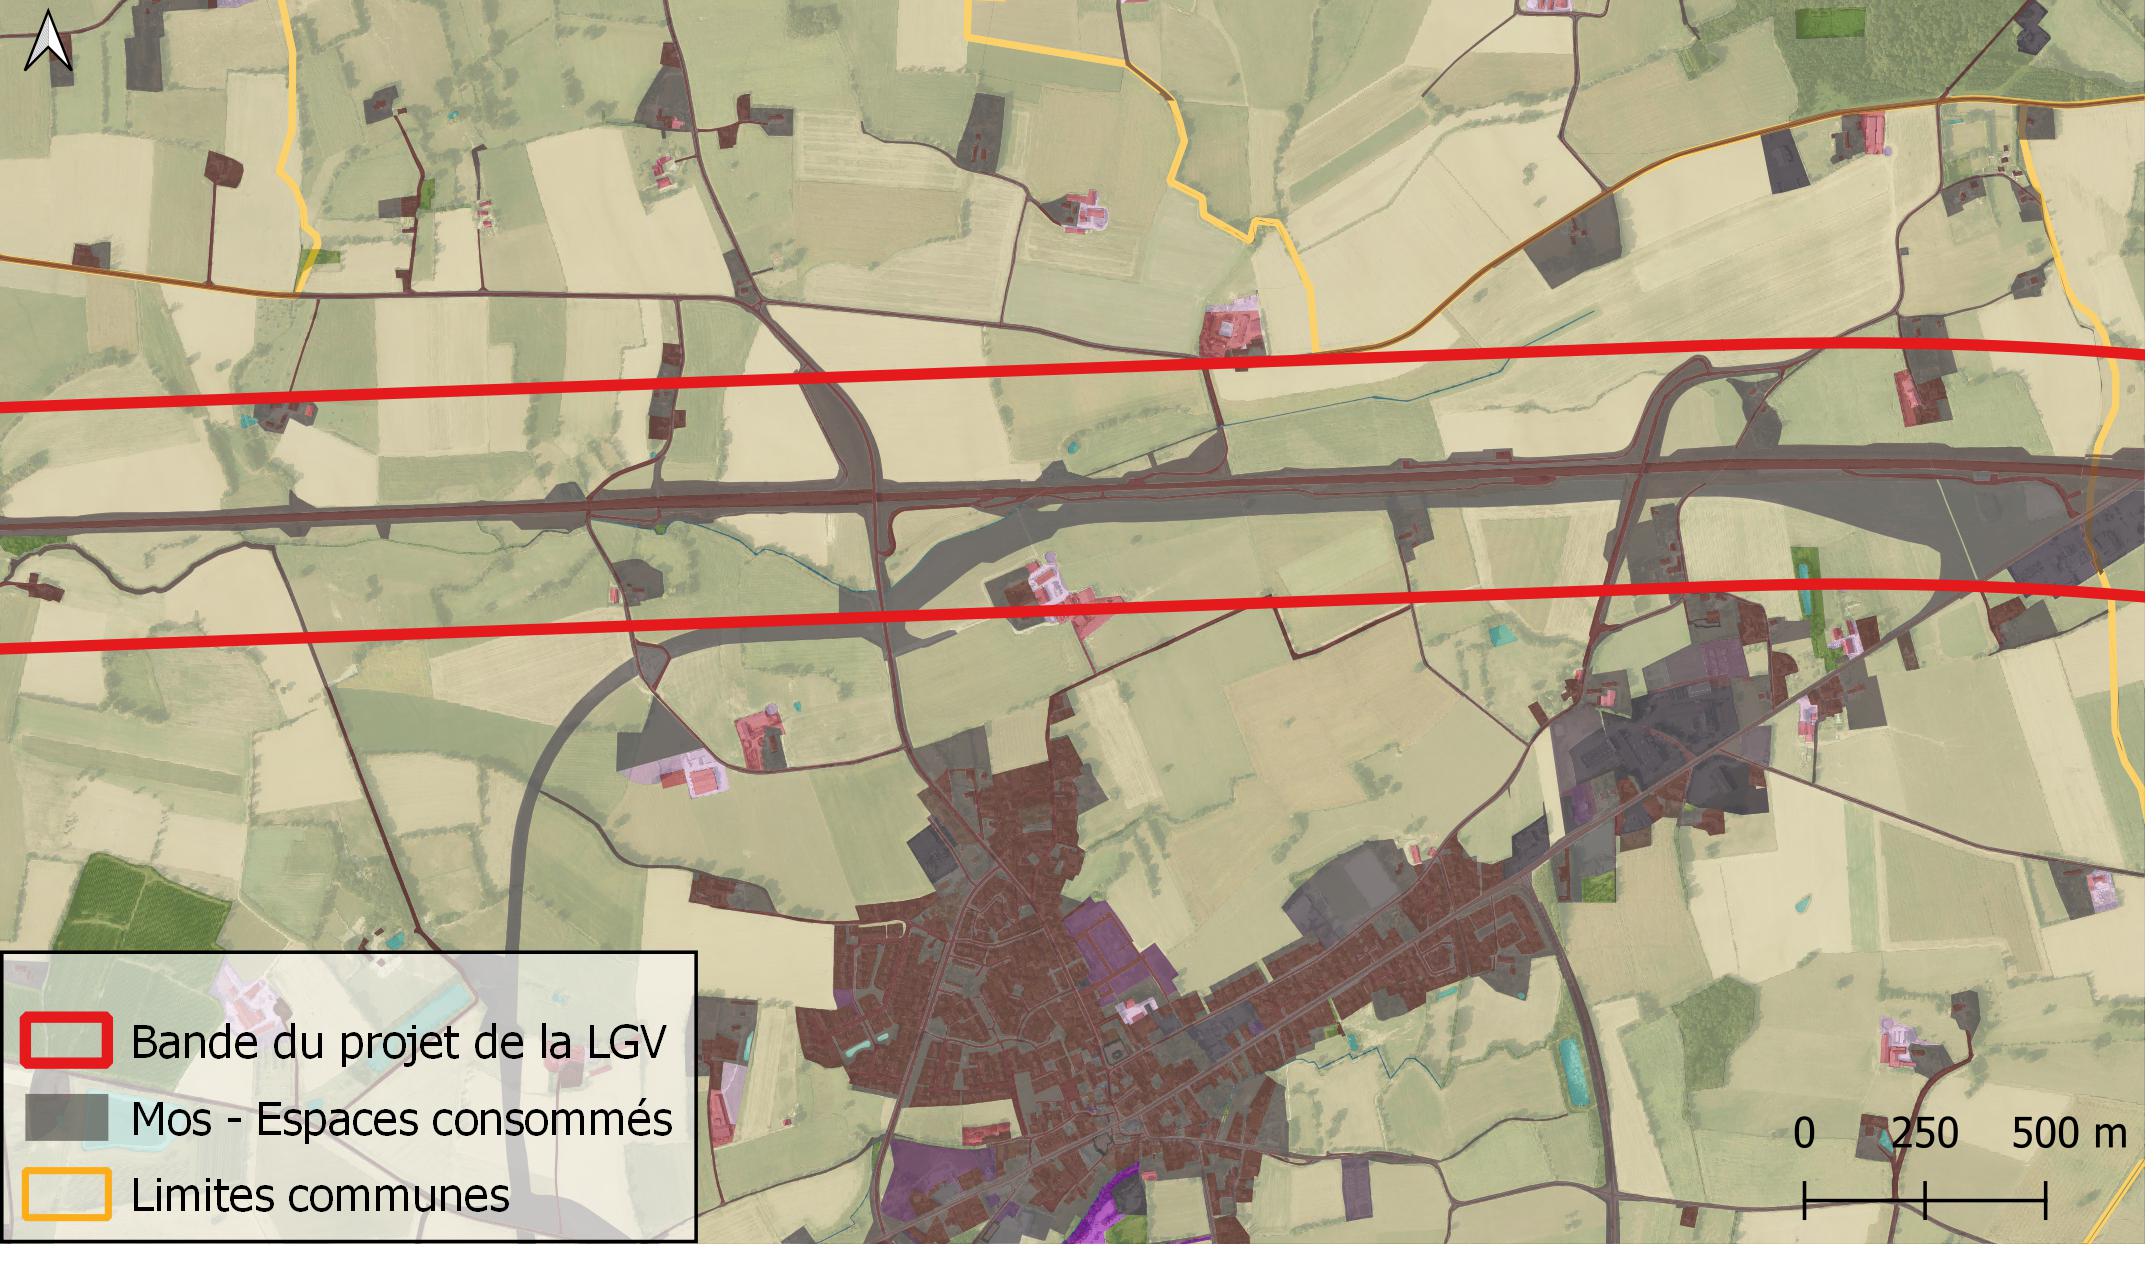 Bande du projet de la LGV
Mos - Espaces consommés
Limites communes
0 250 500 m